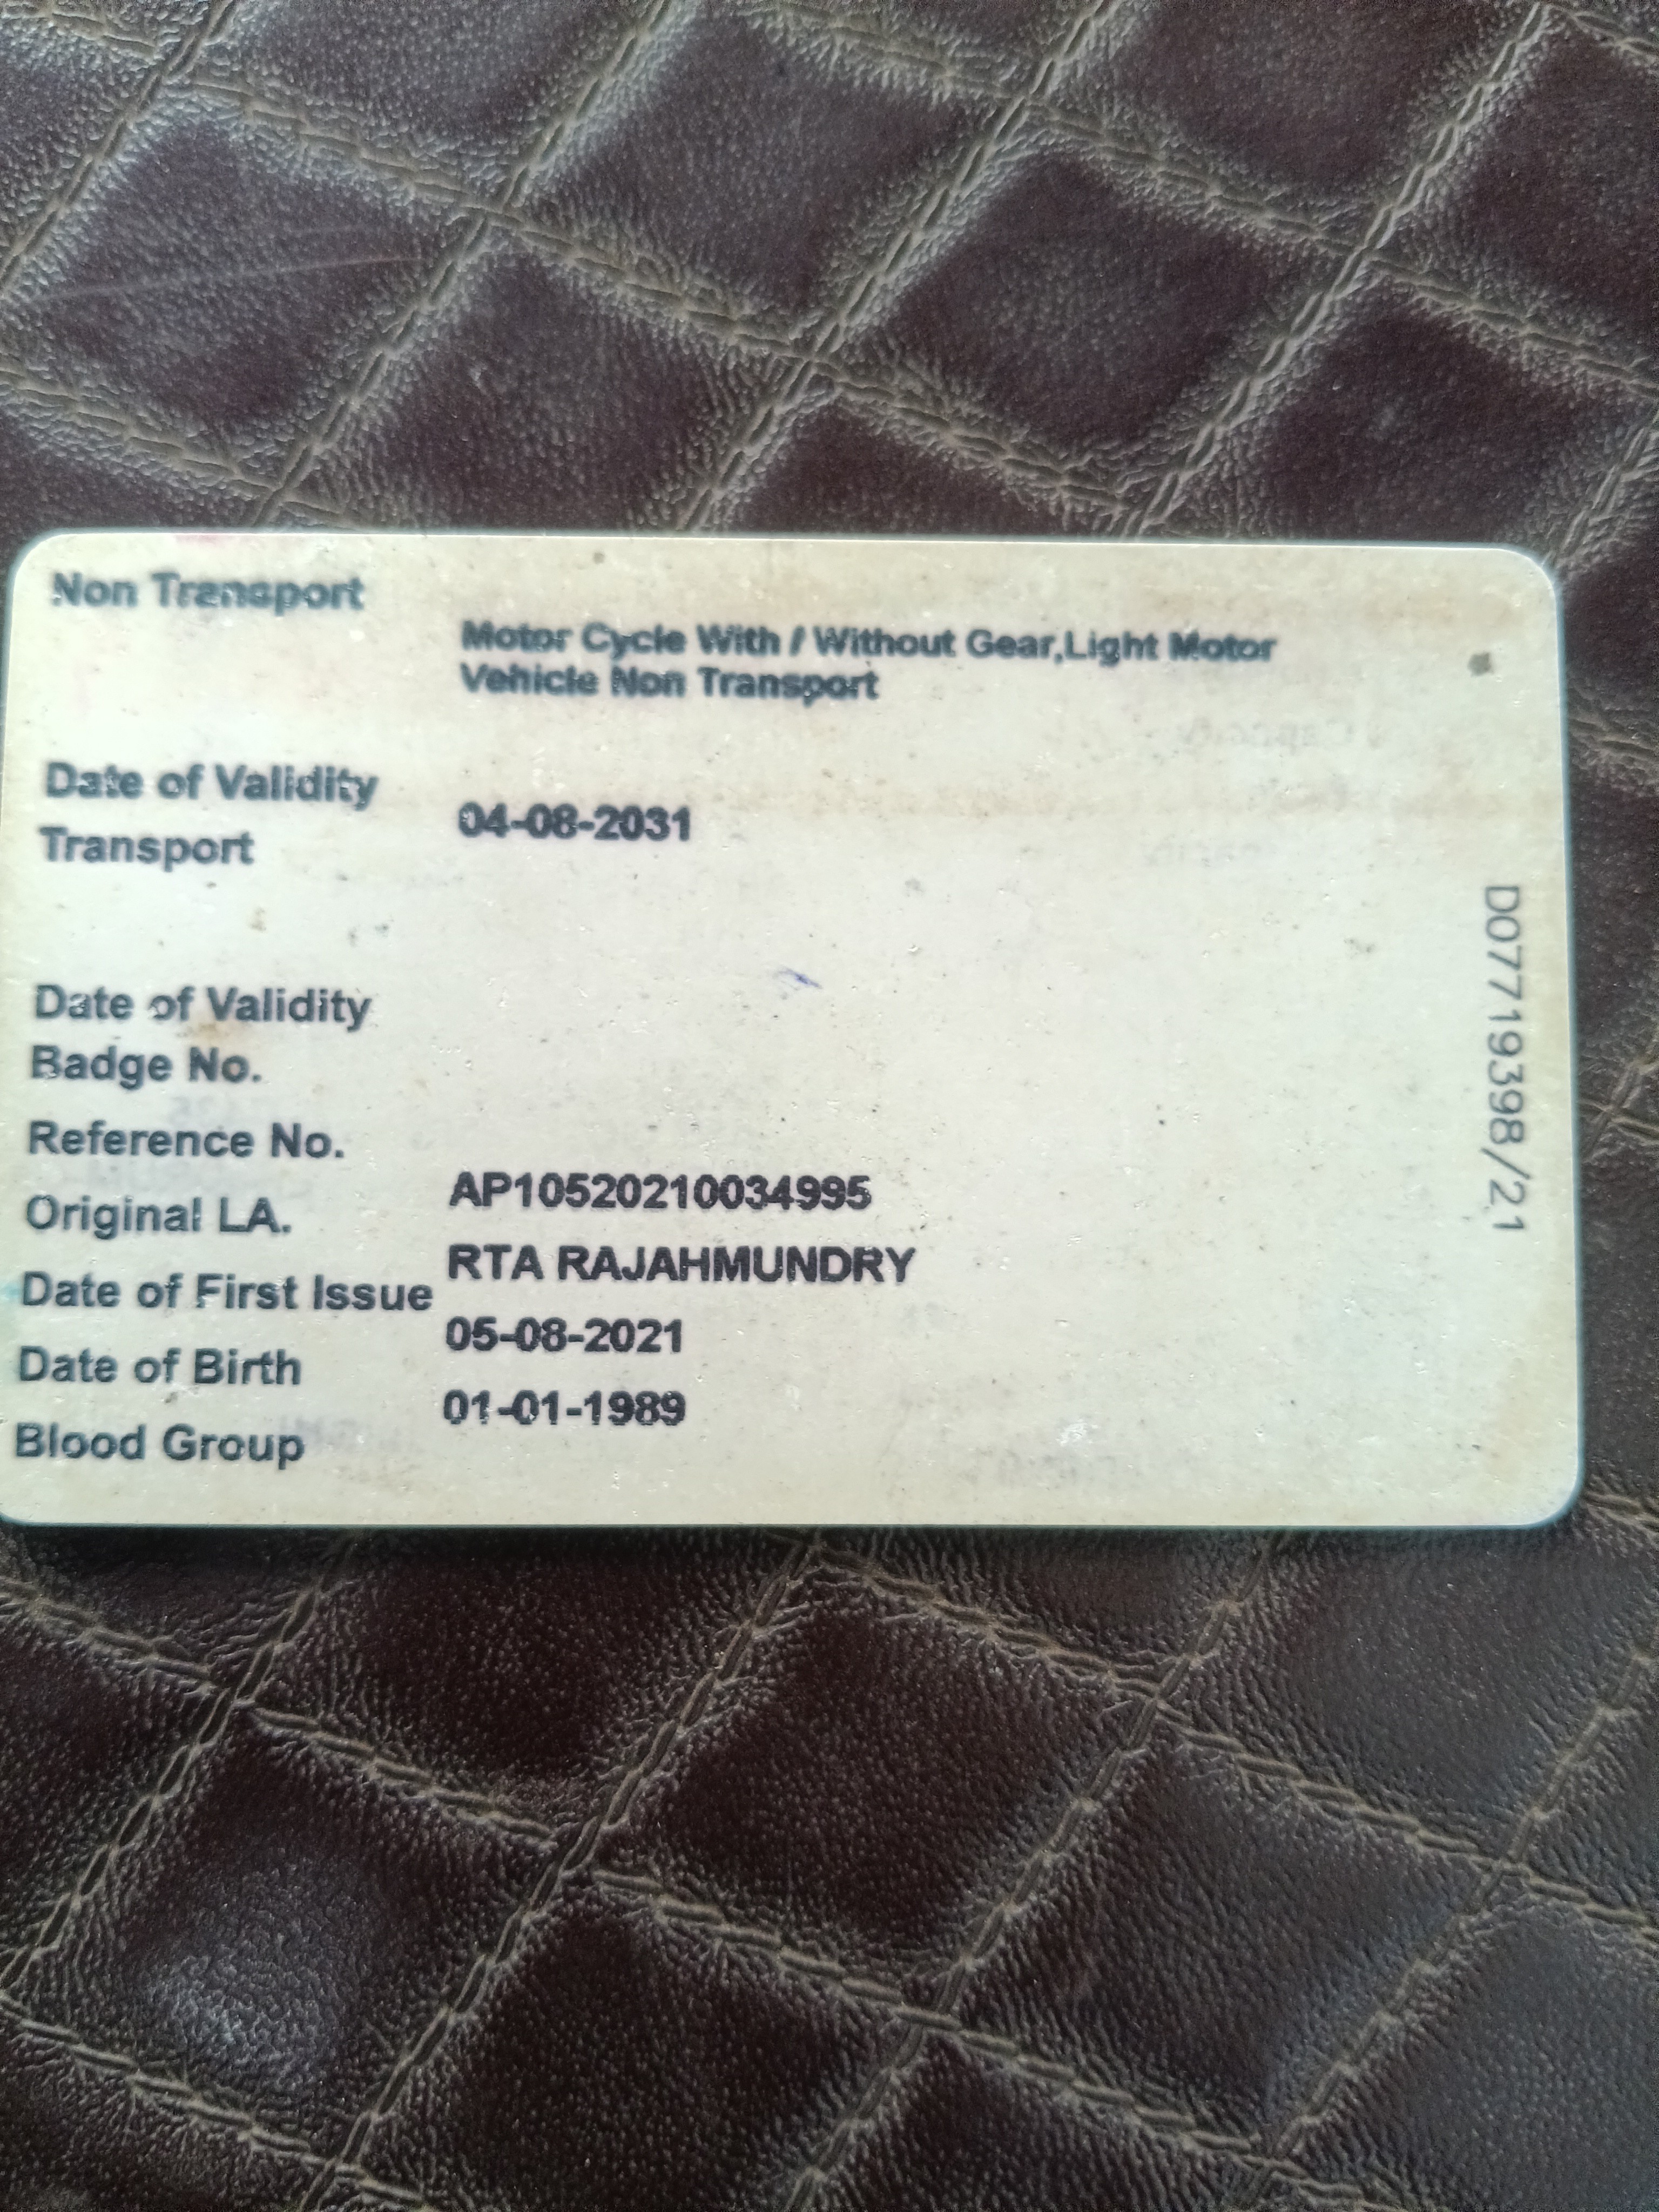 Non Transport
Motor Cycle With / Without Gear,Light Motor
Vehicle Non Transport
Date of Validity
04-08-2031
Transport
Date of Validity
Badge No.
Reference No.
AP10520210034995
Original LA.
RTA RAJAHMUNDRY
Date of First Issue
05-08-2021
Date of Birth
01-01-1989
Blood Group
D07719398/21